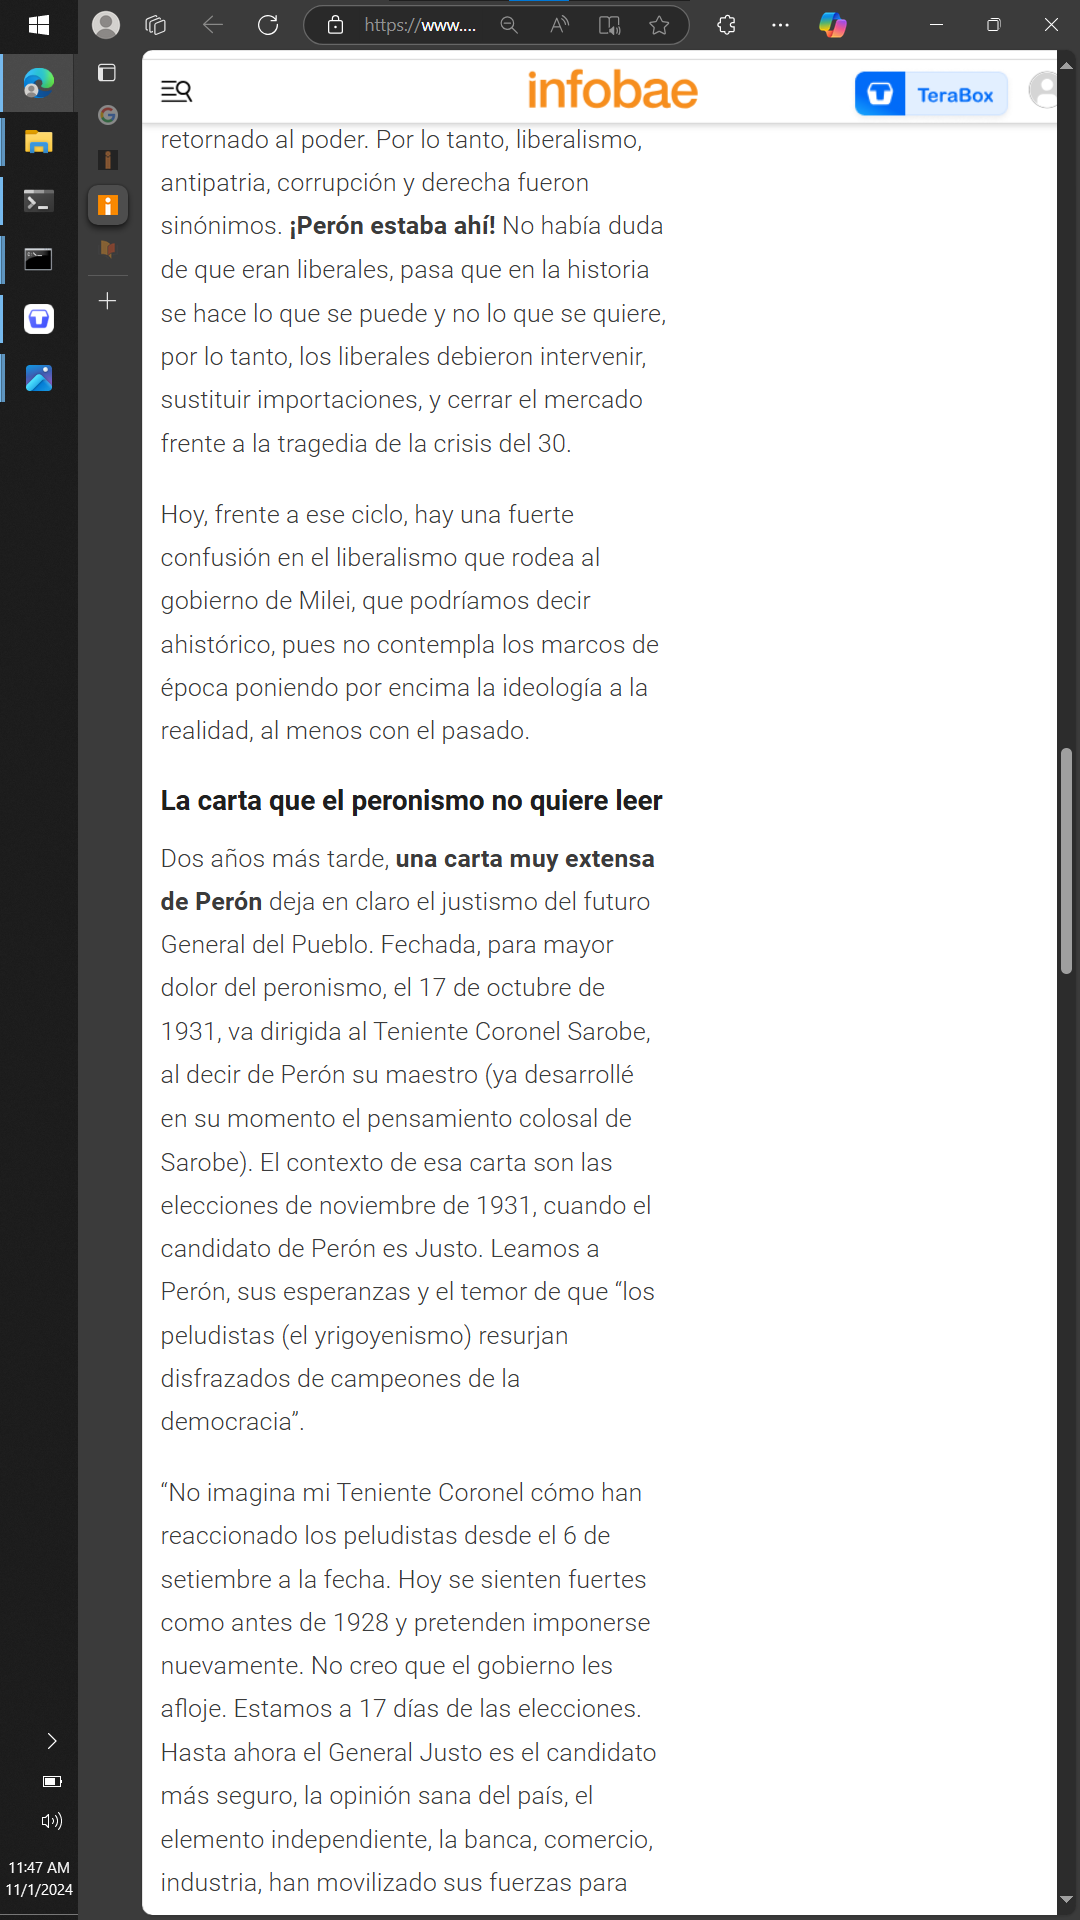 https://www....
infobae
TeraBox
retornado al poder. Por lo tanto, liberalismo,
antipatria, corrupción y derecha fueron
sinónimos. ¡Perón estaba ahí! No había duda
de que eran liberales, pasa que en la historia
se hace lo que se puede y no lo que se quiere,
por lo tanto, los liberales debieron intervenir,
sustituir importaciones, y cerrar el mercado
frente a la tragedia de la crisis del 30.
Hoy, frente a ese ciclo, hay una fuerte
confusión en el liberalismo que rodea al
gobierno de Milei, que podríamos decir
ahistórico, pues no contempla los marcos de
época poniendo por encima la ideología a la
realidad, al menos con el pasado.
La carta que el peronismo no quiere leer
Dos años más tarde, una carta muy extensa
de Perón deja en claro el justismo del futuro
General del Pueblo. Fechada, para mayor
dolor del peronismo, el 17 de octubre de
1931, va dirigida al Teniente Coronel Sarobe,
al decir de Perón su maestro (ya desarrollé
en su momento el pensamiento colosal de
Sarobe). El contexto de esa carta son las
elecciones de noviembre de 1931, cuando el
candidato de Perón es Justo. Leamos a
Perón, sus esperanzas y el temor de que “los
peludistas (el yrigoyenismo) resurjan
disfrazados de campeones de la
democracia”.
“No imagina mi Teniente Coronel cómo han
reaccionado los peludistas desde el 6 de
setiembre a la fecha. Hoy se sienten fuertes
como antes de 1928 y pretenden imponerse
nuevamente. No creo que el gobierno les
afloje. Estamos a 17 días de las elecciones.
Hasta ahora el General Justo es el candidato
más seguro, la opinión sana del país, el
elemento independiente, la banca, comercio,
industria, han movilizado sus fuerzas para
11:47 AM
11/1/2024